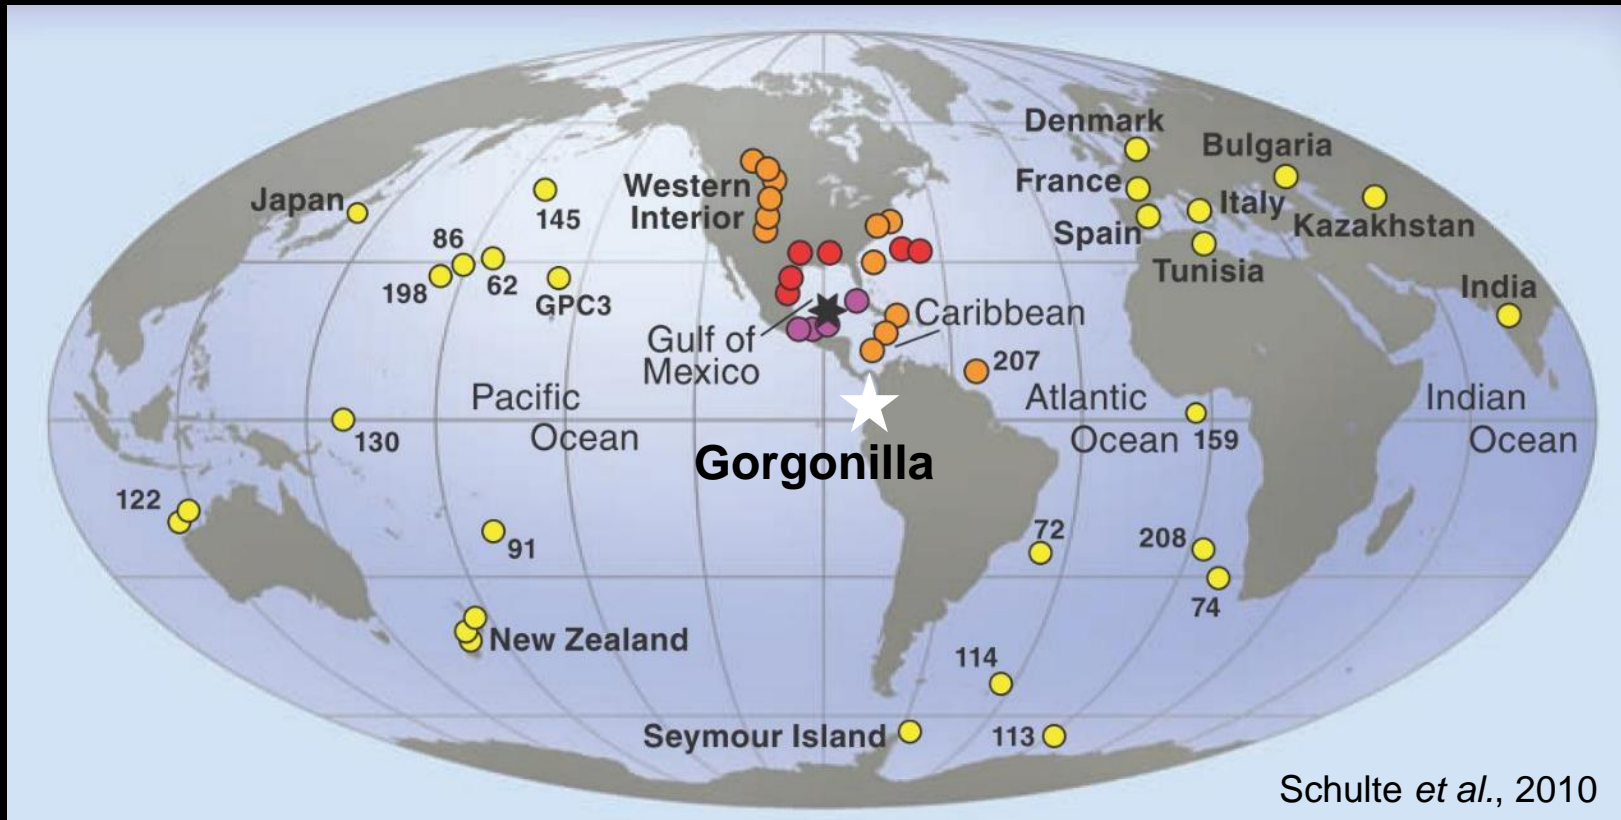 Denmark
Bulgaria
Japan
145
Western
Interior
France
Italy
Kazakhstan
Spain
86
198
62
GPC3
Tunisia
India
Gulf of
Mexico
Caribbean
207
Pacific
Ocean
Atlantic
Ocean
159
Indian
Ocean
130
Gorgonilla
122
91
72
208
74
New Zealand
114
Seymour Island
113
Schulte et al., 2010